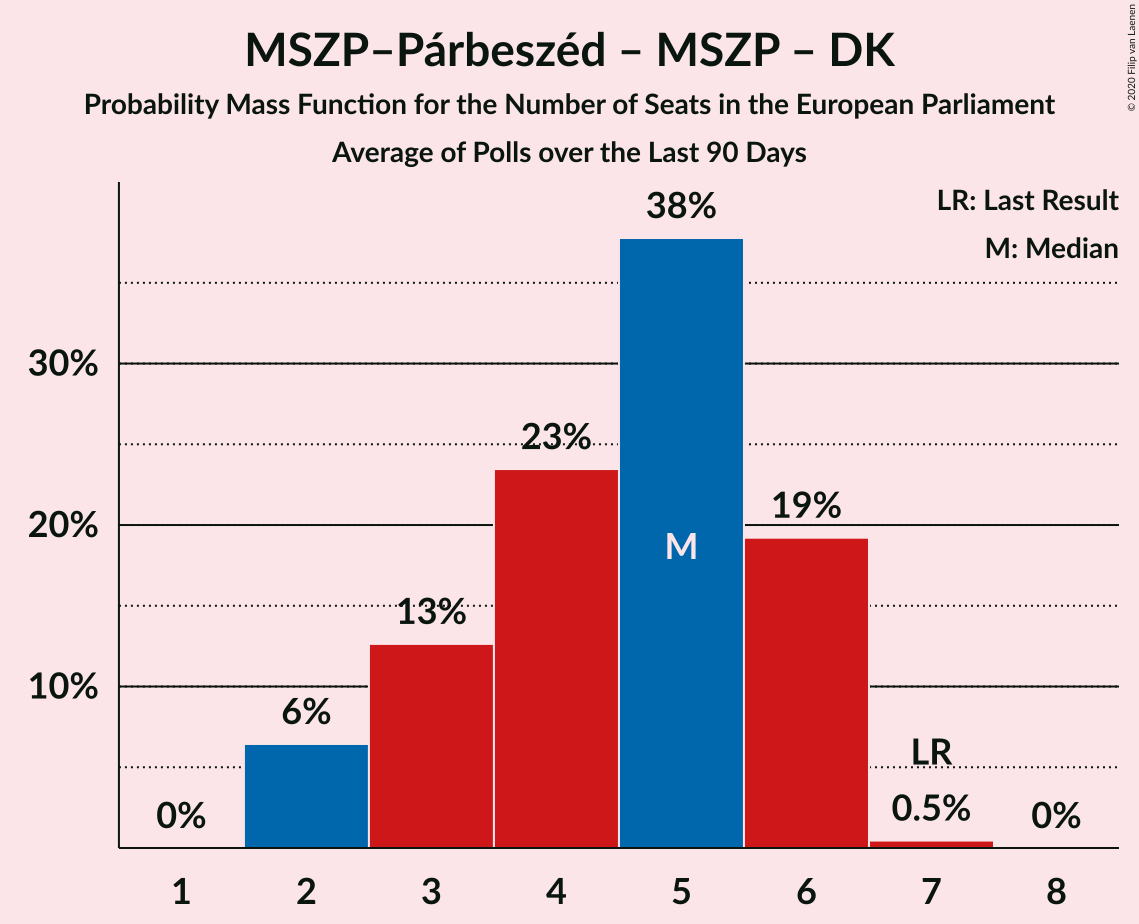 MSZP–Párbeszéd – MSZP – DK
Probability Mass Function for the Number of Seats in the European Parliament
Average of Polls over the Last 90 Days
© 2020 Filip van Laenen
LR: Last Result
M: Median
30%
20%
10%
0%
6%
13%
23%
38%
M
19%
LR
0.5%
0%
1 2 3 4 5 6 7 8